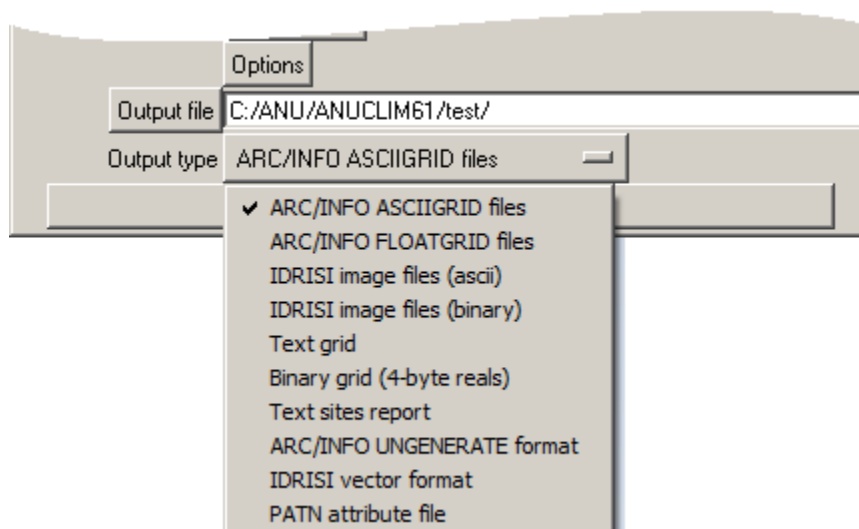 Options
Output file C:/ANU/ANUCLIM61/test/
Output type ARC/INFO ASCIIGRID files
ARC/INFO ASCIIGRID files
ARC/INFO FLOATGRID files
IDRISI image files (ascii)
IDRISI image files (binary)
Text grid
Binary grid (4-byte reals)
Text sites report
ARC/INFO UNGENERATE format
IDRISI vector format
PATN attribute file